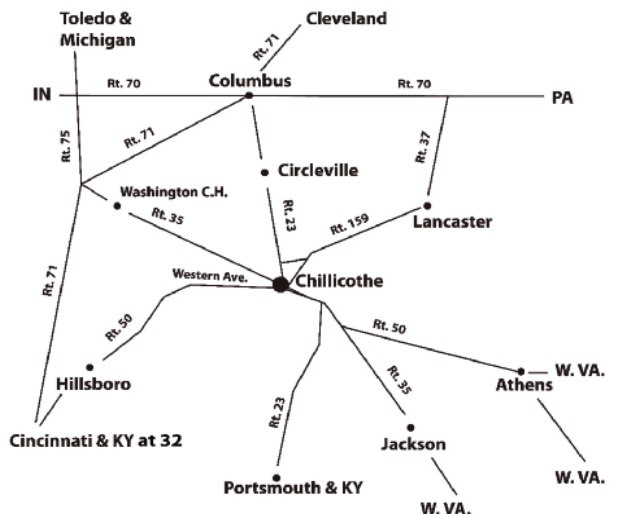 Toledo &
Michigan
Cleveland
Rt. 71
Columbus
IN
Rt. 70
Rt. 70
PA
Rt. 75
Rt. 71
Rt. 37
Circleville
Washington C.H.
Rt. 35
Rt. 23
Rt. 159
Lancaster
Rt. 71
Western Ave.
Chillicothe
Rt. 50
Rt. 50
Hillsboro
Rt. 35
W. VA.
Athens
Rt. 23
Cincinnati & KY at 32
Jackson
W. VA.
Portsmouth & KY
W. VA.